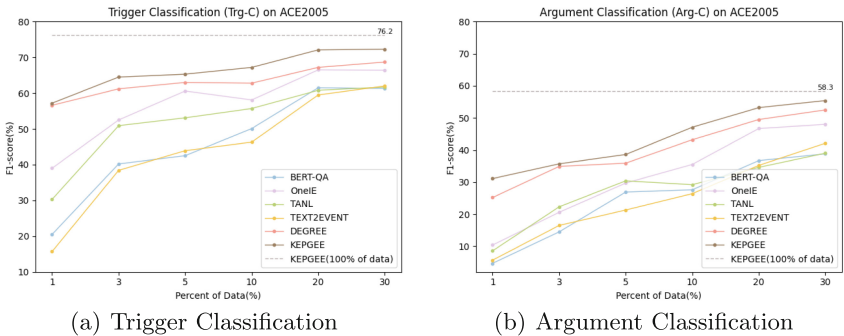 Trigger Classification (Trg-C) on ACE2005
80
70
60
50
40
30
20
10
F1-score(%)
76.2
BERT-QA
OneIE
TANL
TEXT2EVENT
DEGREE
KEPGEE
KEPGEE(100% of data)
1 3 5 10 20 30
Percent of Data(%)
(a) Trigger Classification
Argument Classification (Arg-C) on ACE2005
80
70
60
50
40
30
20
10
F1-score(%)
58.3
BERT-QA
OneIE
TANL
TEXT2EVENT
DEGREE
KEPGEE
KEPGEE(100% of data)
1 3 5 10 20 30
Percent of Data(%)
(b) Argument Classification